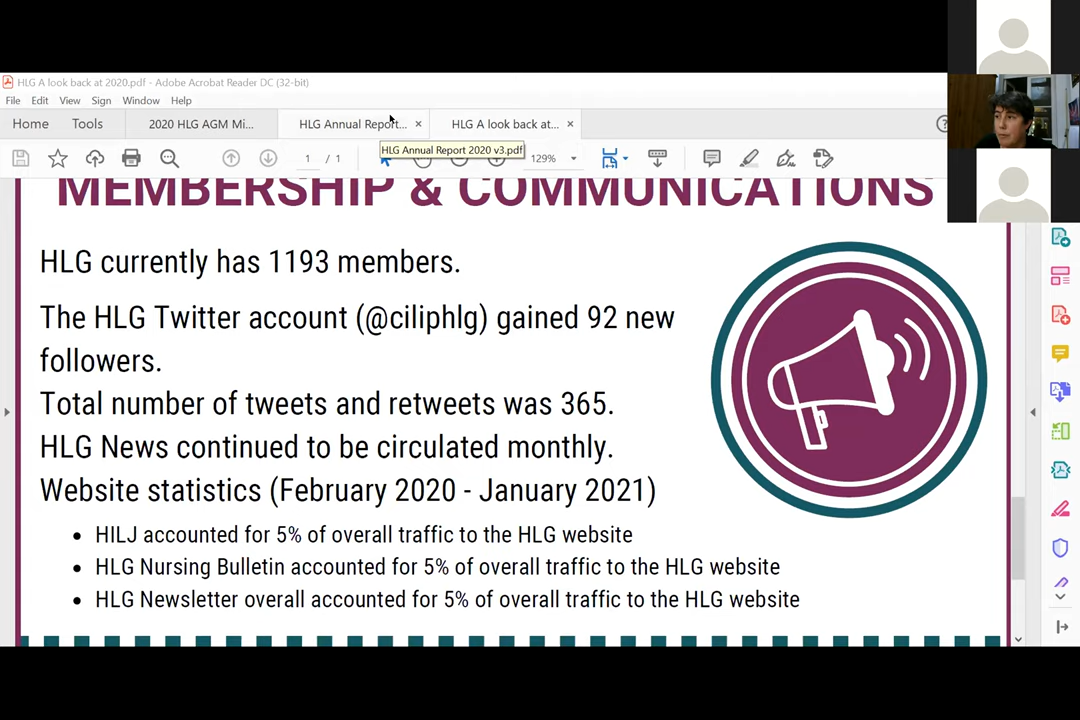 HLG A look back at 2020.pdf - Adobe Acrobat Reader DC (32-bit)
File Edit View Sign Window Help
Home Tools 2020 HLG AGM Mi... HLG Annual Report... × HLG A look back at... ×
1 / 1 129%
HLG Annual Report 2020 v3.pdf
MEMBERSHIP & COMMUNICATIONS
HLG currently has 1193 members.
The HLG Twitter account (@ciliphlg) gained 92 new
followers.
Total number of tweets and retweets was 365.
HLG News continued to be circulated monthly.
Website statistics (February 2020 - January 2021)
• HILJ accounted for 5% of overall traffic to the HLG website
• HLG Nursing Bulletin accounted for 5% of overall traffic to the HLG website
• HLG Newsletter overall accounted for 5% of overall traffic to the HLG website